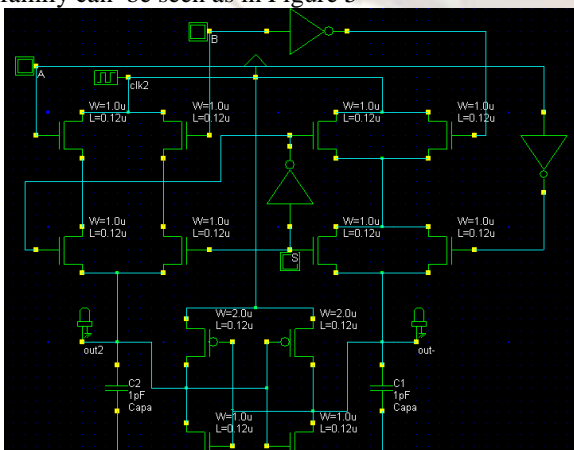 family can be seen as in Figure 3
B
A
clk2
W=1.0u
L=0.12u
W=1.0u
L=0.12u
W=1.0u
L=0.12u
W=1.0u
L=0.12u
W=1.0u
L=0.12u
W=1.0u
L=0.12u
W=1.0u
L=0.12u
W=1.0u
L=0.12u
S
W=2.0u
L=0.12u
W=2.0u
L=0.12u
out2
out-
C2
1pF
Capa
C1
1pF
Capa
W=1.0u
L=0.12u
W=1.0u
L=0.12u